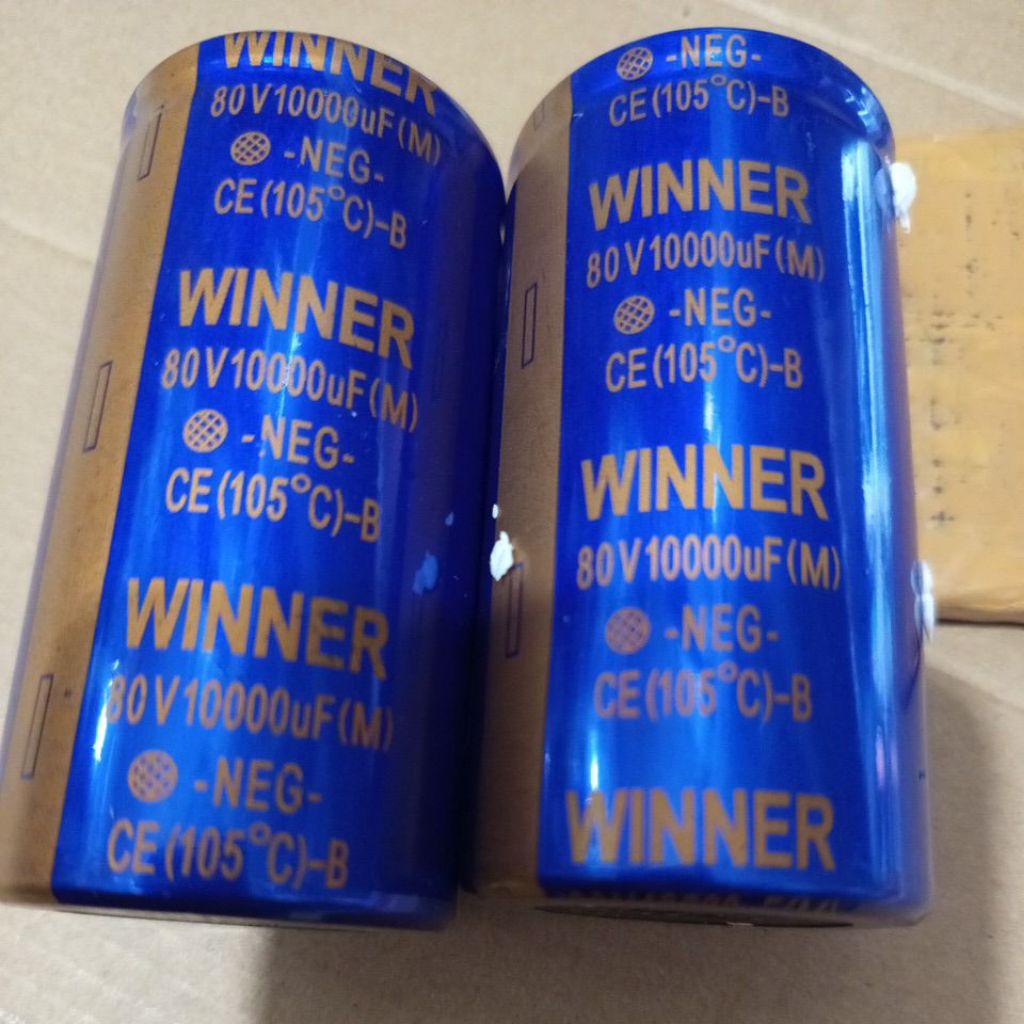 WINNER
80V10000uF(M)
-NEG-
CE(105°C)-B
WINNER
80V10000uF(M)
-NEG-
CE(105°C)-B
WINNER
80V10000uF(M)
-NEG-
CE(105°C)-B
-NEG-
CE(105°C)-B
WINNER
80V10000uF(M)
-NEG-
CE(105°C)-B
WINNER
80V10000uF(M)
-NEG-
CE(105°C)-B
WINNER